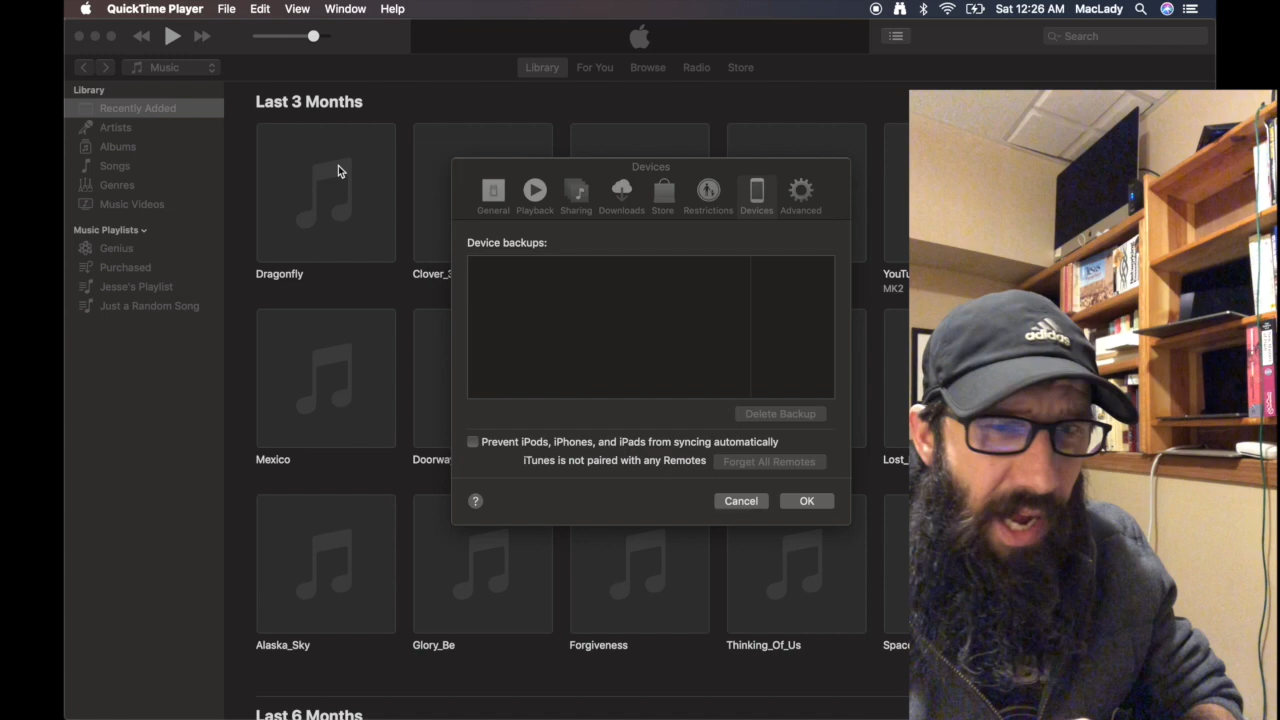 QuickTime Player File Edit View Window Help Sat 12:26 AM MacLady
Search
Music
Library For You Browse Radio Store
Library
Recently Added
Artists
Albums
Songs
Genres
Music Videos
Music Playlists
Genius
Purchased
Jesse's Playlist
Just a Random Song
Last 3 Months
Dragonfly
Clover_3
YouTu
MK2
Mexico
Doorw
Lost_
Alaska_Sky
Glory_Be
Forgiveness
Thinking_Of_Us
Space
Last 6 Months
Devices
General Playback Sharing Downloads Store Restrictions Devices Advanced
Device backups:
Delete Backup
Prevent iPods, iPhones, and iPads from syncing automatically
iTunes is not paired with any Remotes Forget All Remotes
? Cancel OK
adidas